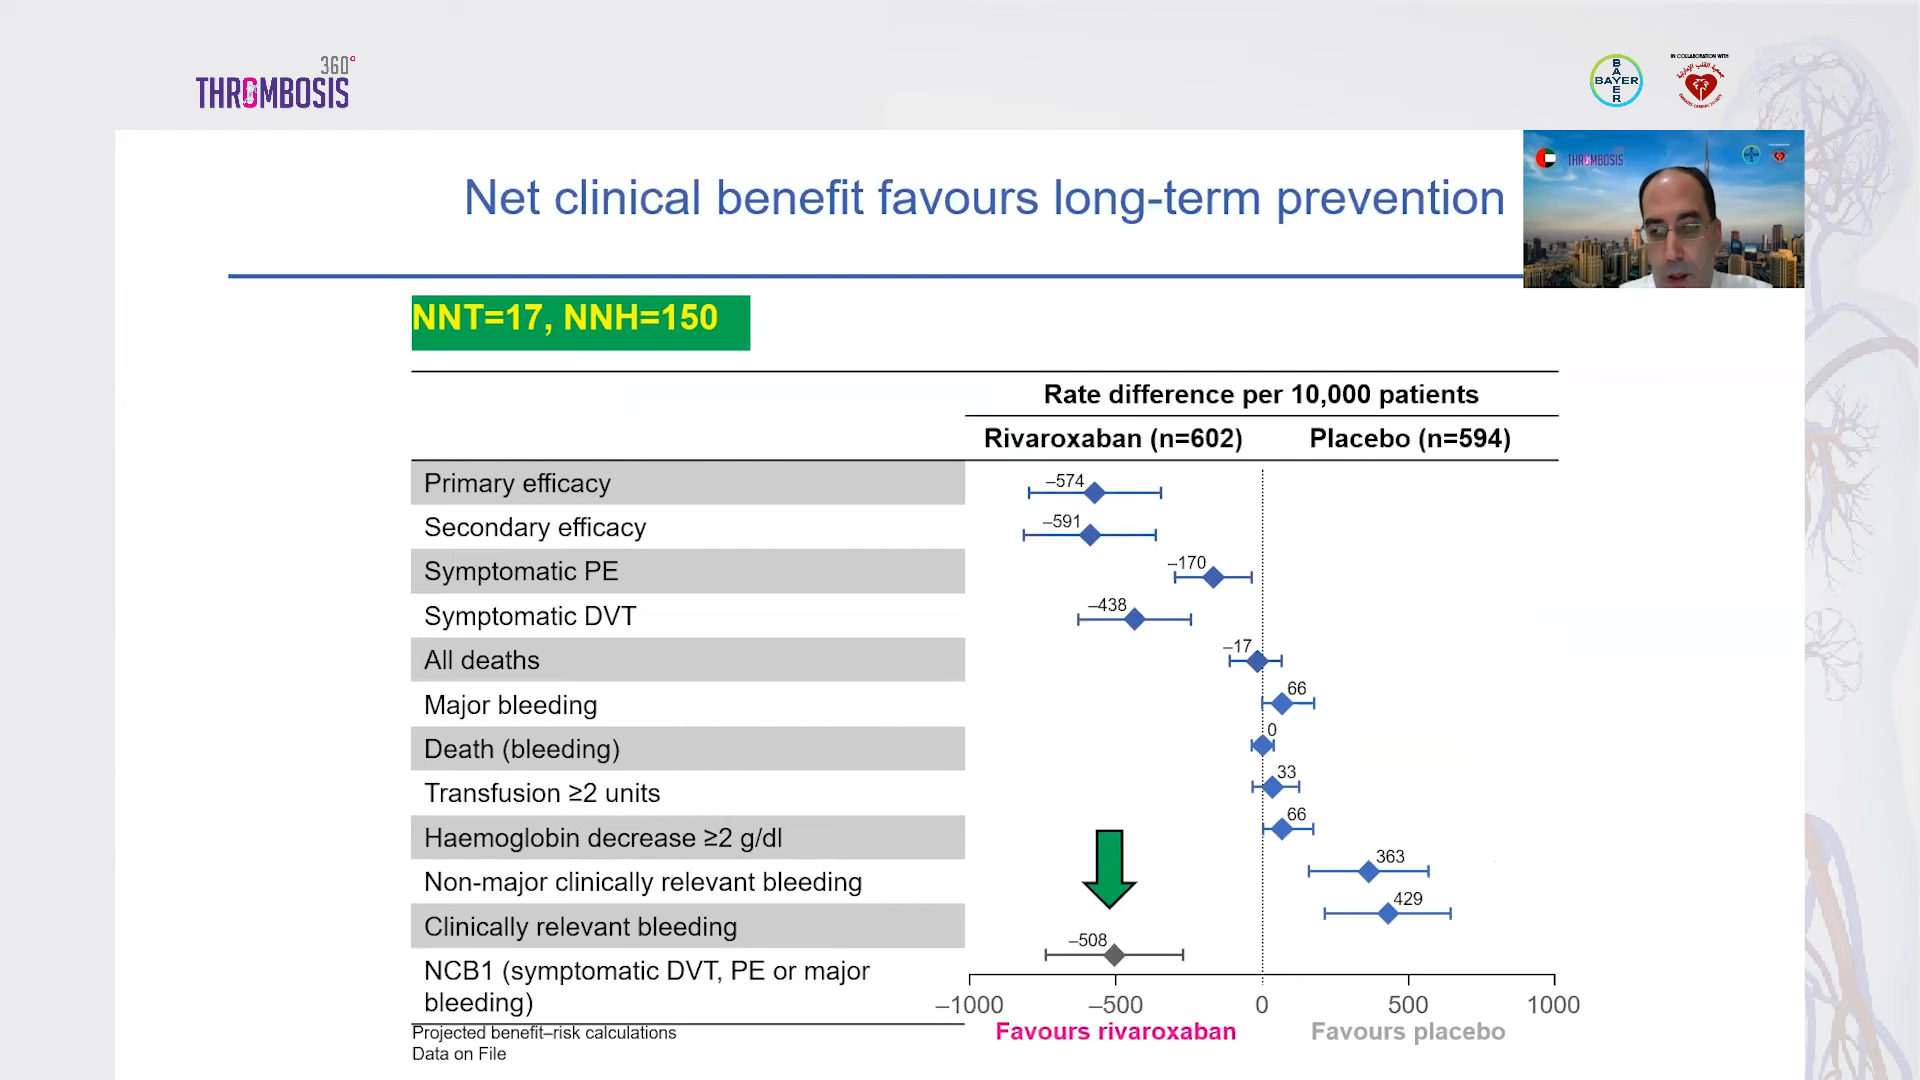 360°
THROMBOSIS
BAYER
BAYER
IN COLLABORATION WITH
THROMBOSIS
Net clinical benefit favours long-term prevention
NNT=17, NNH=150
Rate difference per 10,000 patients
Rivaroxaban (n=602) Placebo (n=594)
Primary efficacy –574
Secondary efficacy –591
Symptomatic PE –170
Symptomatic DVT –438
All deaths –17
Major bleeding 66
Death (bleeding) 0
Transfusion ≥2 units 33
Haemoglobin decrease ≥2 g/dl 66
Non-major clinically relevant bleeding 363
Clinically relevant bleeding 429
NCB1 (symptomatic DVT, PE or major –508
bleeding)
–1000 –500 0 500 1000
Favours rivaroxaban Favours placebo
Projected benefit–risk calculations
Data on File